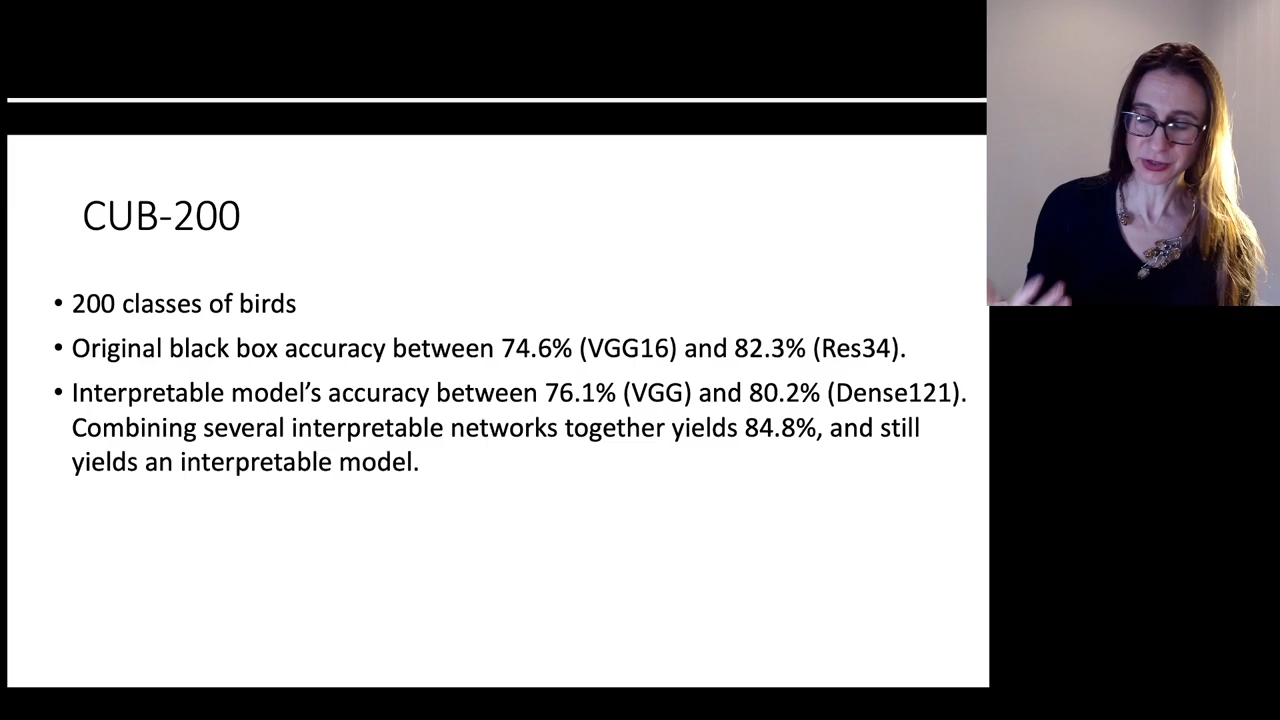 CUB-200
• 200 classes of birds
• Original black box accuracy between 74.6% (VGG16) and 82.3% (Res34).
• Interpretable model’s accuracy between 76.1% (VGG) and 80.2% (Dense121).
Combining several interpretable networks together yields 84.8%, and still
yields an interpretable model.